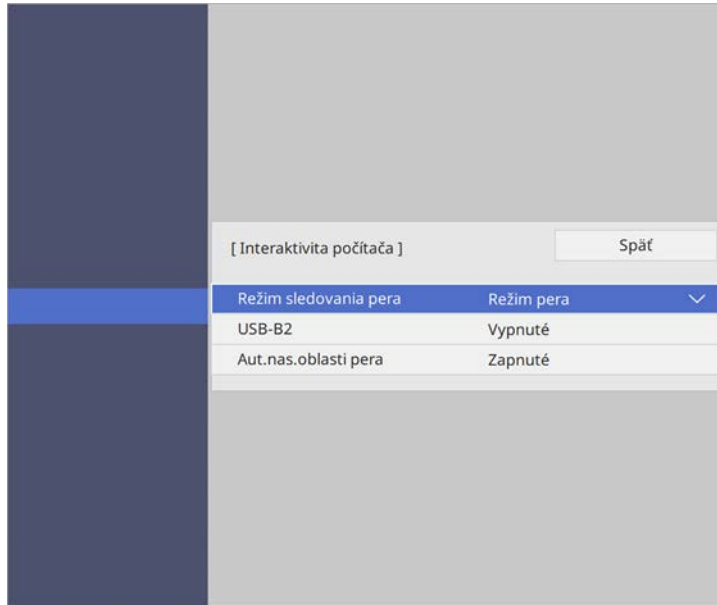 [ Interaktivita počítača ] Späť
Režim sledovania pera Režim pera
USB-B2 Vypnuté
Aut.nas.oblasti pera Zapnuté